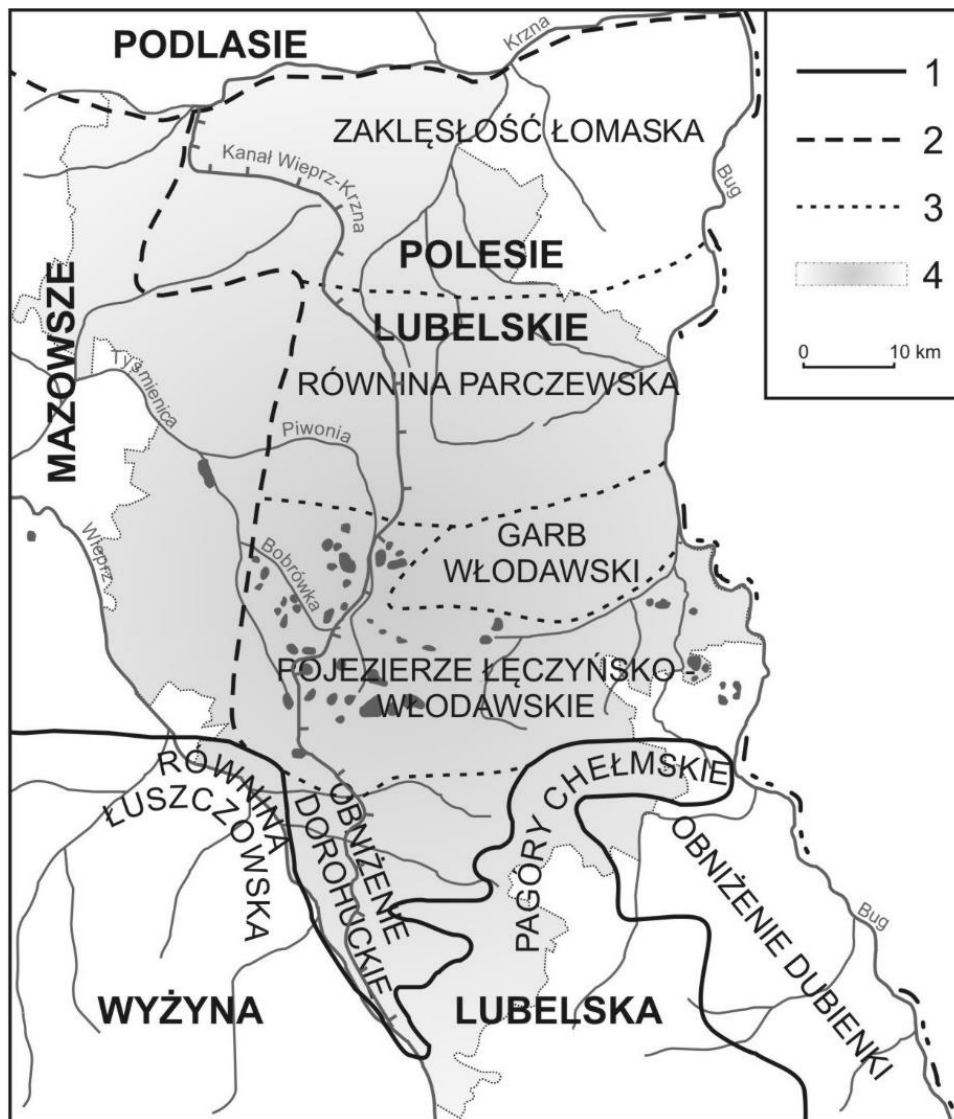 PODLASIE
Krzna
1
ZAKLĘSŁOŚĆ ŁOMASKA
2
Kanał Wieprz-Krzna
Bug
3
MAZOWSZE
POLESIE
4
LUBELSKIE
0 10 km
RÓWNINA PARCZEWSKA
Tyśmienica
Piwonia
Wieprz
GARB
WŁODAWSKI
Bobrówka
POJEZIERZE ŁĘCZYŃSKO -
WŁODAWSKIE
RÓWNINA
ŁUSZCZOWSKA
OBNIŻENIE
DOROHUCKIE
PAGÓRY CHEŁMSKIE
OBNIŻENIE DUBIENKI
Bug
WYŻYNA
LUBELSKA